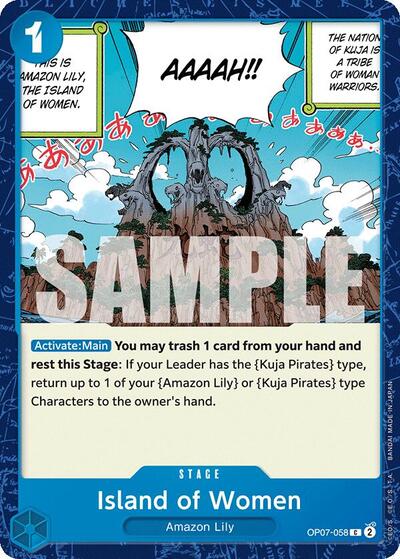 1
THIS IS
AMAZON LILY,
THE ISLAND
OF WOMEN.
AAAAH!!
THE NATION
OF KUJA IS
A TRIBE
OF WOMAN
WARRIORS.
SAMPLE
Activate:Main You may trash 1 card from your hand and
rest this Stage: If your Leader has the {Kuja Pirates} type,
return up to 1 of your {Amazon Lily} or {Kuja Pirates} type
Characters to the owner's hand.
STAGE
Island of Women
Amazon Lily
OP07-058 C 2
BANDAI MADE IN JAPAN